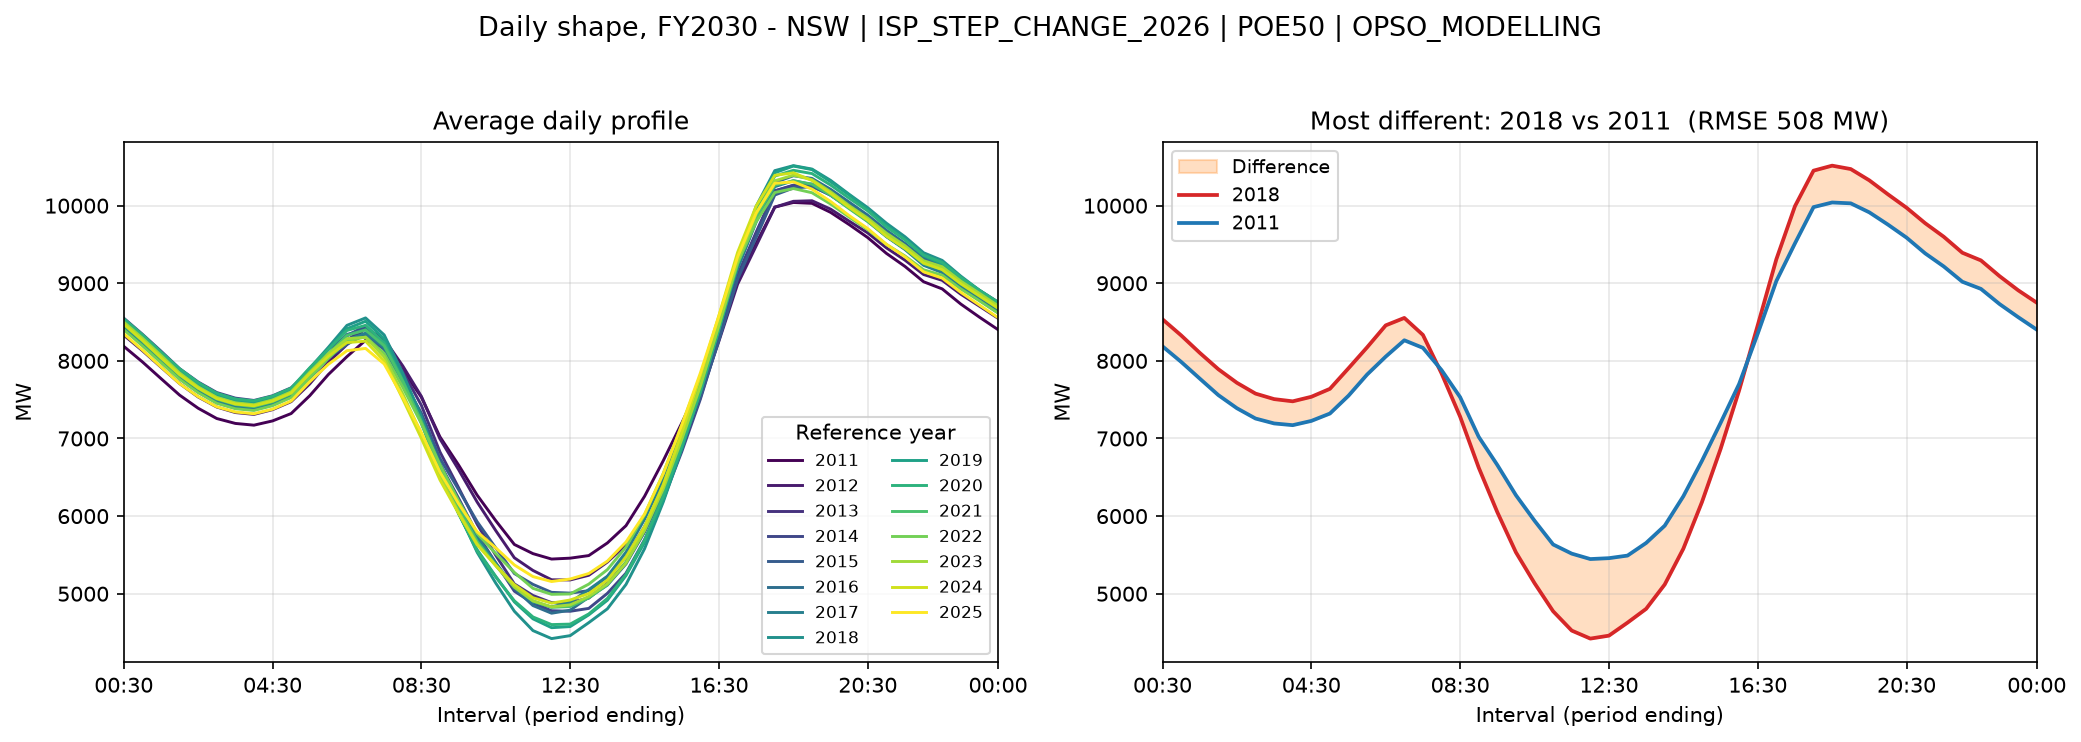 Daily shape, FY2030 - NSW | ISP_STEP_CHANGE_2026 | POE50 | OPSO_MODELLING
Average daily profile
MW
10000
9000
8000
7000
6000
5000
Reference year
2011
2012
2013
2014
2015
2016
2017
2018
2019
2020
2021
2022
2023
2024
2025
00:30 04:30 08:30 12:30 16:30 20:30 00:00
Interval (period ending)
Most different: 2018 vs 2011 (RMSE 508 MW)
Difference
2018
2011
MW
10000
9000
8000
7000
6000
5000
00:30 04:30 08:30 12:30 16:30 20:30 00:00
Interval (period ending)